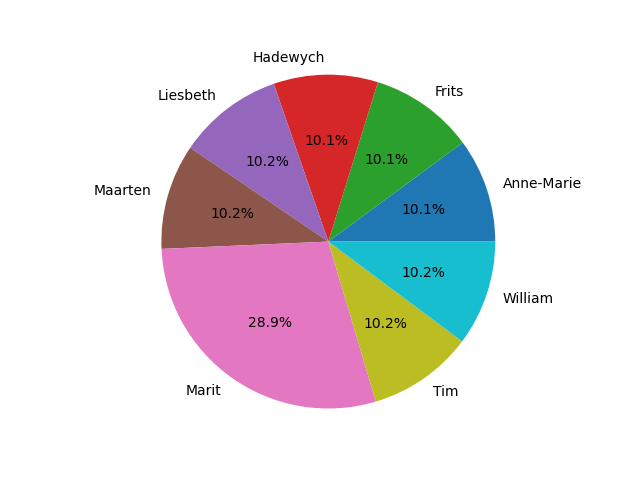 Hadewych
Frits
Liesbeth
10.1%
10.1%
10.2%
Anne-Marie
Maarten
10.1%
10.2%
10.2%
William
28.9%
10.2%
Marit
Tim